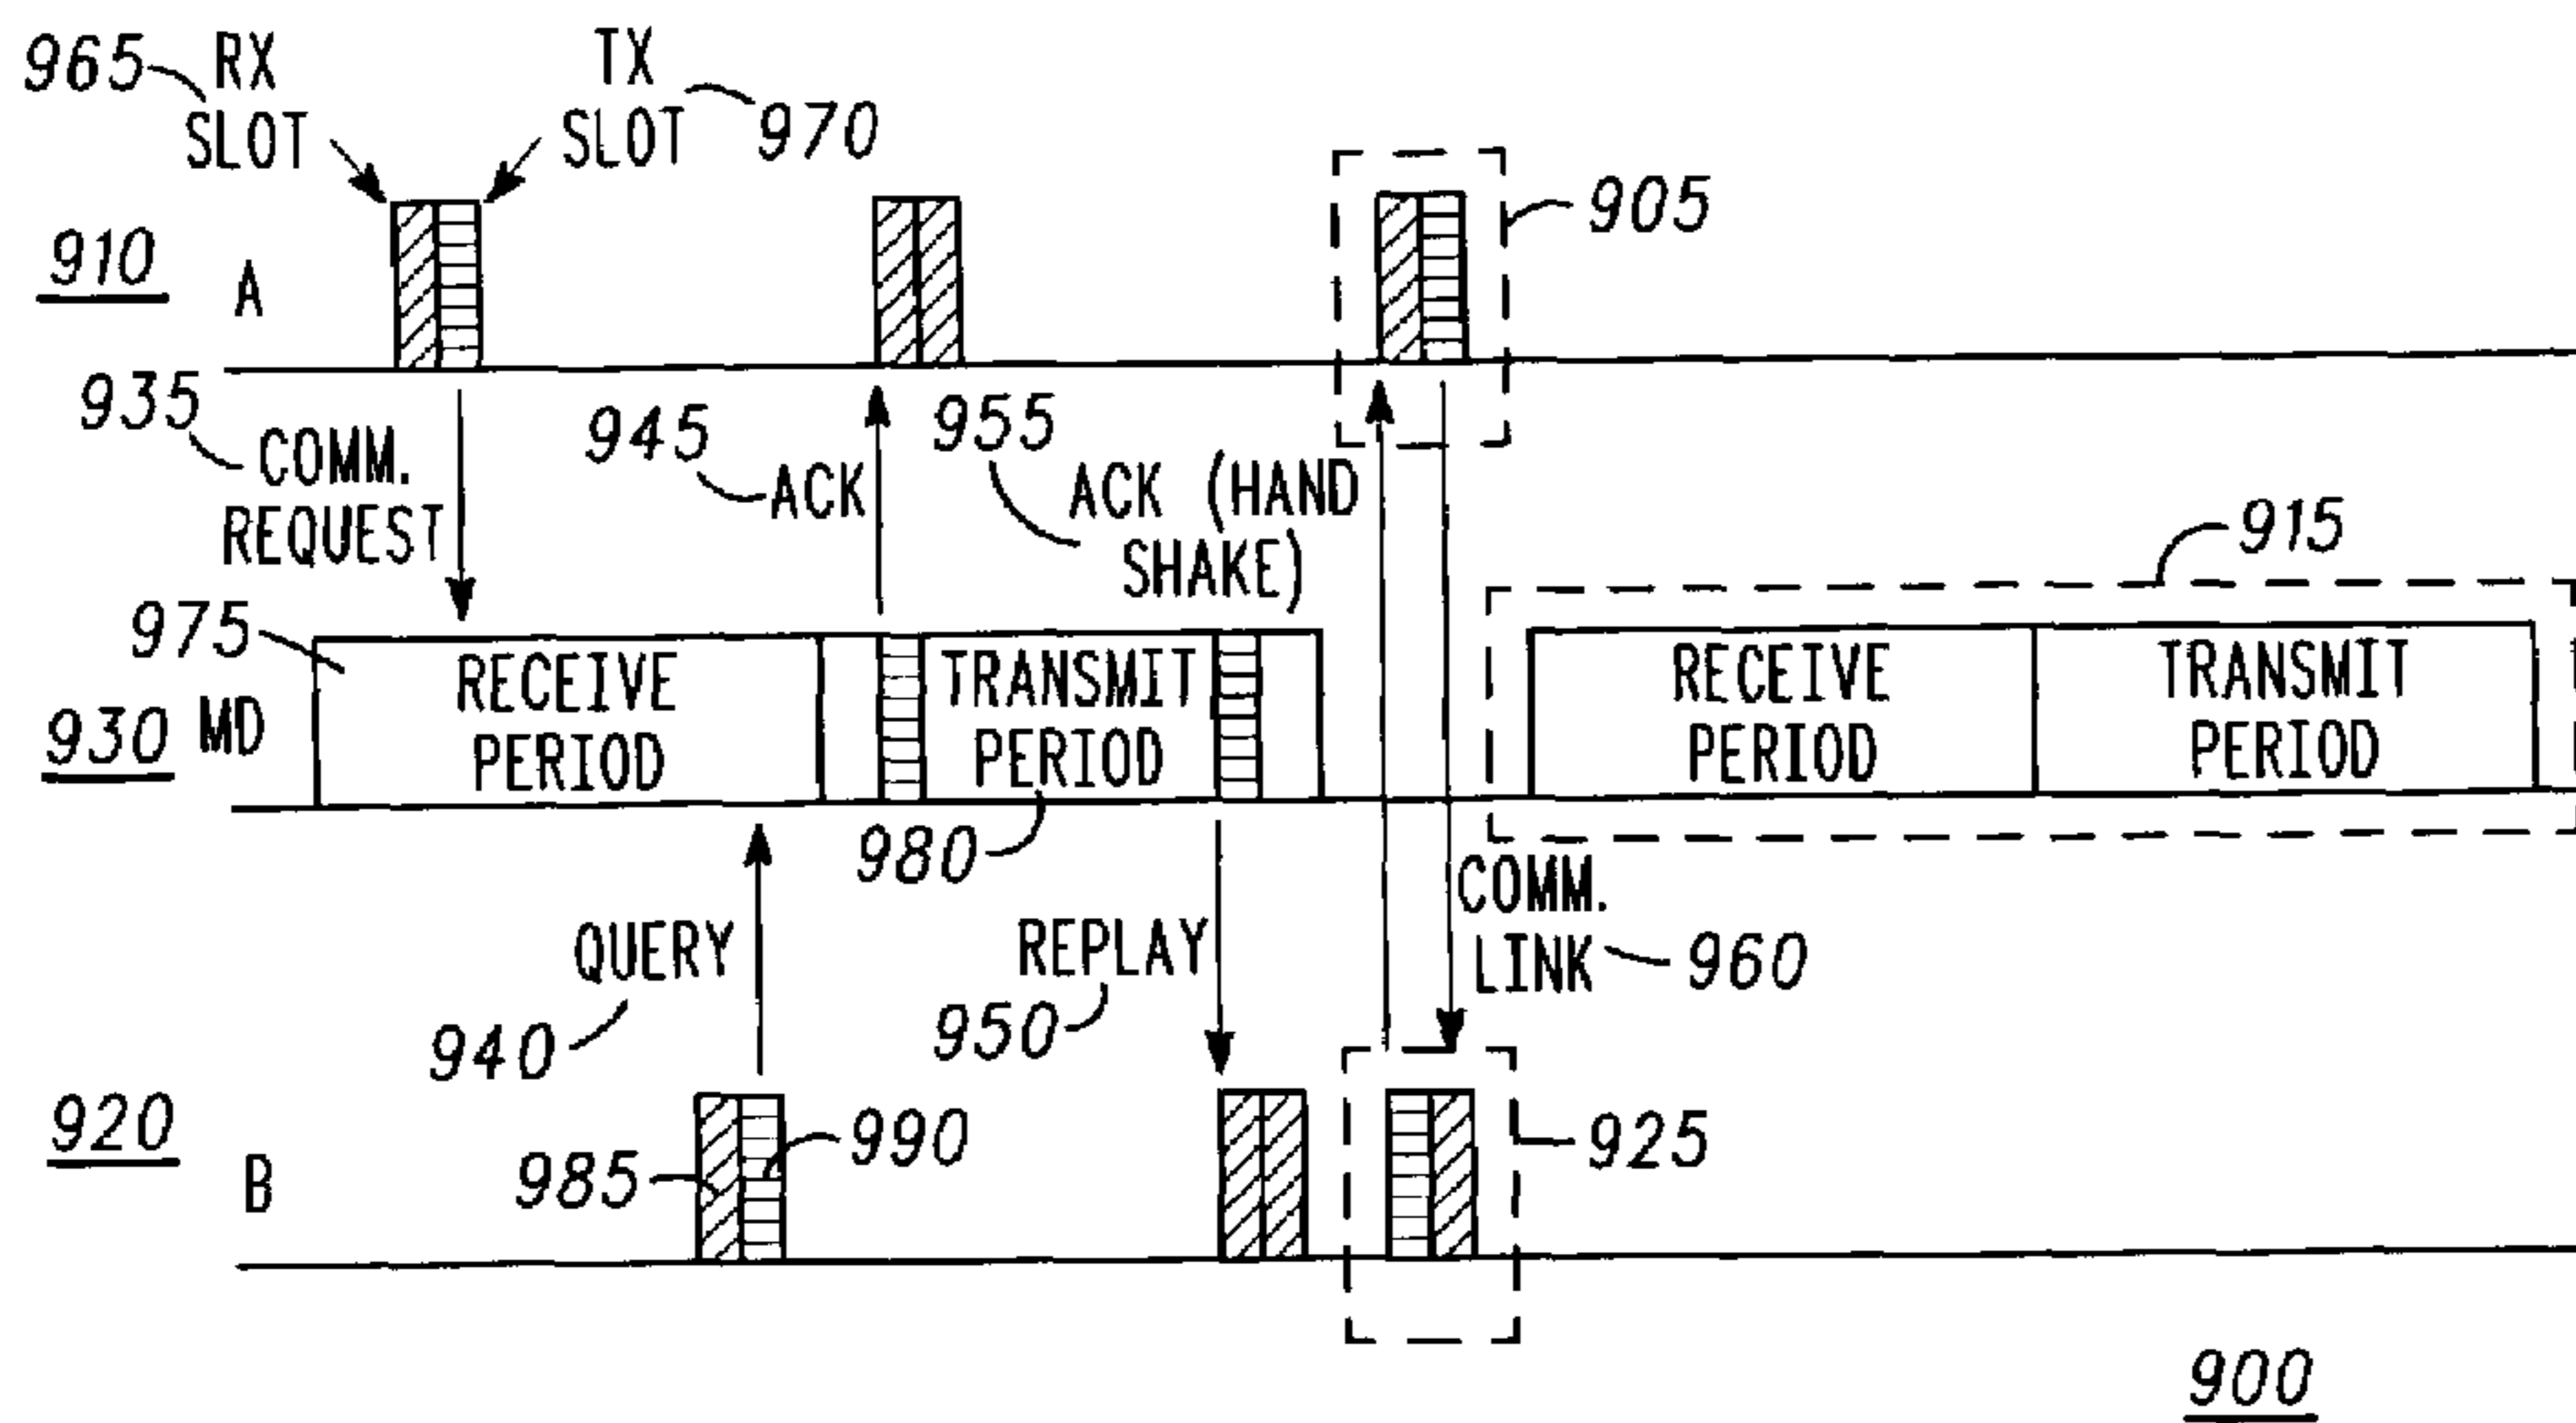 965 RX SLOT
TX SLOT 970
905
910 A
935 COMM. REQUEST
945 ACK
955 ACK (HAND SHAKE)
915
975
930 MD
RECEIVE PERIOD
TRANSMIT PERIOD
980
RECEIVE PERIOD
TRANSMIT PERIOD
QUERY
940
REPLAY
950
COMM. LINK 960
920 B
985
990
925
900